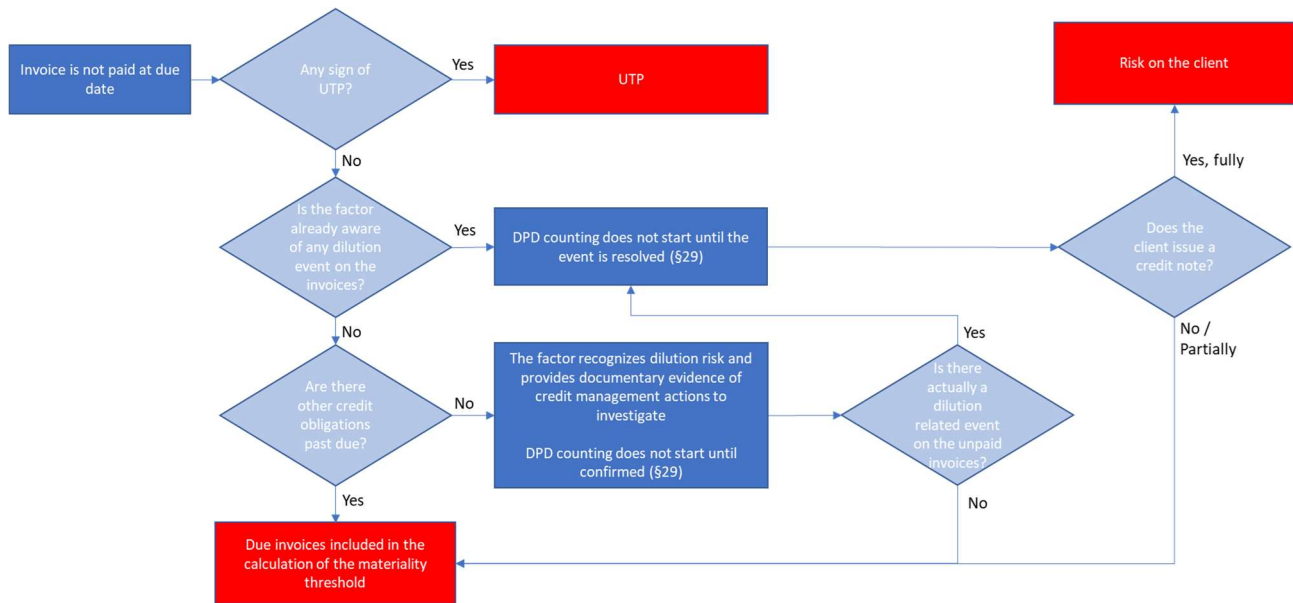 Invoice is not paid at due
date
Any sign of
UTP?
Yes
UTP
Risk on the client
No
Yes, fully
Is the factor
already aware
of any dilution
event on the
invoices?
Yes
DPD counting does not start until the
event is resolved (§29)
Does the
client issue a
credit note?
No
Yes
No /
Partially
Are there
other credit
obligations
past due?
No
The factor recognizes dilution risk and
provides documentary evidence of
credit management actions to
investigate
DPD counting does not start until
confirmed (§29)
Is there
actually a
dilution
related event
on the unpaid
invoices?
Yes
No
Due invoices included in the
calculation of the materiality
threshold